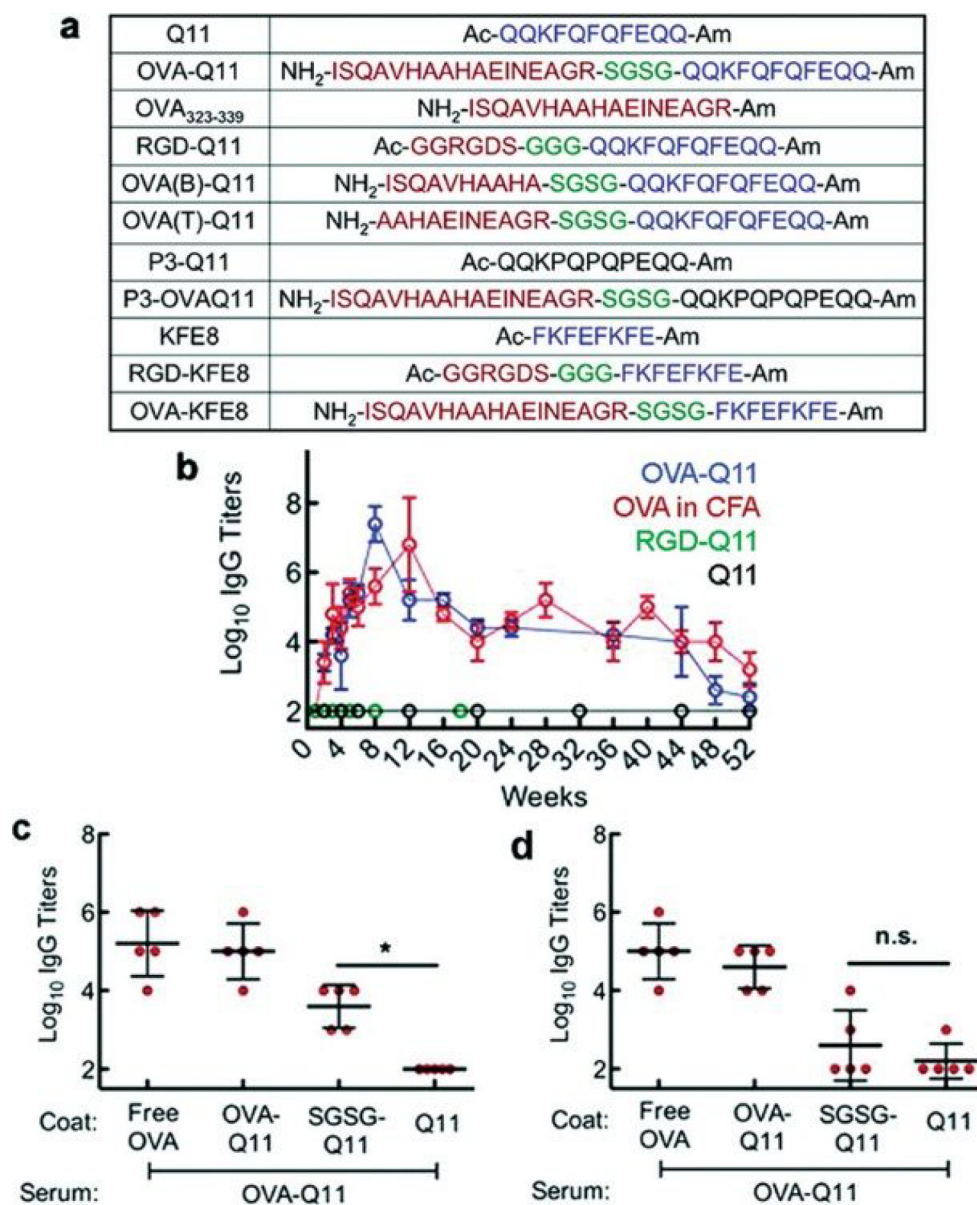 a
Q11 Ac-QQKFQFQFEQQ-Am
OVA-Q11 NH2-ISQAVHAAHAEINEAGR-SGSG-QQKFQFQFEQQ-Am
OVA323-339 NH2-ISQAVHAAHAEINEAGR-Am
RGD-Q11 Ac-GGRGDS-GGG-QQKFQFQFEQQ-Am
OVA(B)-Q11 NH2-ISQAVHAAHA-SGSG-QQKFQFQFEQQ-Am
OVA(T)-Q11 NH2-AAHAEINEAGR-SGSG-QQKFQFQFEQQ-Am
P3-Q11 Ac-QQKPQPQPEQQ-Am
P3-OVAQ11 NH2-ISQAVHAAHAEINEAGR-SGSG-QQKPQPQPEQQ-Am
KFE8 Ac-FKFEFKFE-Am
RGD-KFE8 Ac-GGRGDS-GGG-FKFEFKFE-Am
OVA-KFE8 NH2-ISQAVHAAHAEINEAGR-SGSG-FKFEFKFE-Am
b
Log10 IgG Titers
8
6
4
2
OVA-Q11
OVA in CFA
RGD-Q11
Q11
0 4 8 12 16 20 24 28 32 36 40 44 48 52
Weeks
c
Log10 IgG Titers
8
6
4
2
*
Coat: Free OVA OVA-Q11 SGSG-Q11 Q11
Serum: OVA-Q11
d
Log10 IgG Titers
8
6
4
2
n.s.
Coat: Free OVA OVA-Q11 SGSG-Q11 Q11
Serum: OVA-Q11